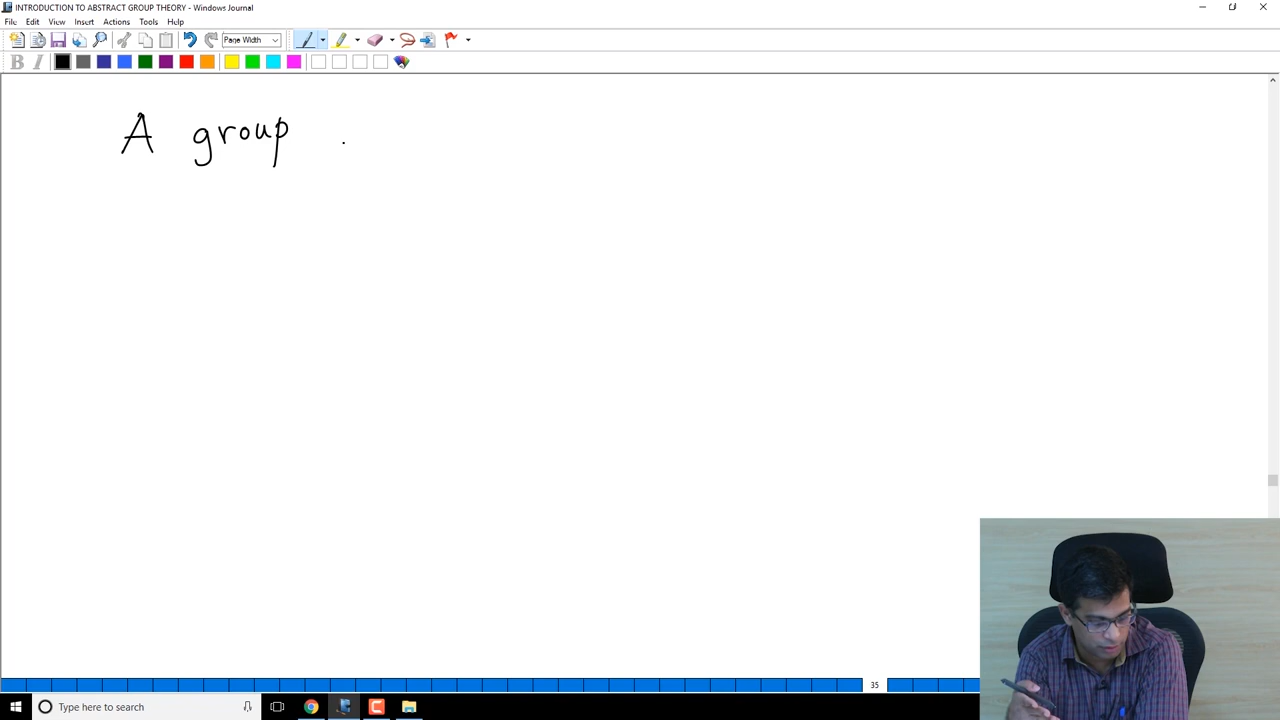 INTRODUCTION TO ABSTRACT GROUP THEORY - Windows Journal
File Edit View Insert Actions Tools Help
Page Width
B I
A group .
35
Type here to search